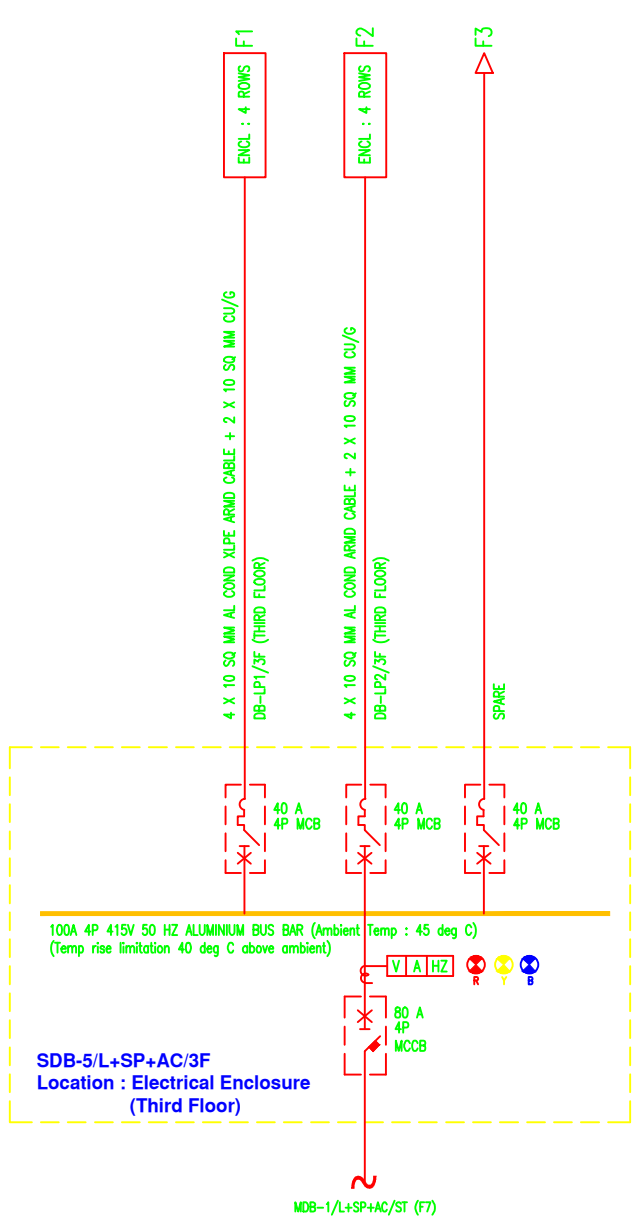 F1
F2
F3
ENCL : 4 ROWS
ENCL : 4 ROWS
4 X 10 SQ MM AL COND XLPE ARMD CABLE + 2 X 10 SQ MM CU/G
DB-LP1/3F (THIRD FLOOR)
4 X 10 SQ MM AL COND ARMD CABLE + 2 X 10 SQ MM CU/G
DB-LP2/3F (THIRD FLOOR)
SPARE
40 A
4P MCB
40 A
4P MCB
40 A
4P MCB
100A 4P 415V 50 HZ ALUMINIUM BUS BAR (Ambient Temp : 45 deg C)
(Temp rise limitation 40 deg C above ambient)
V A HZ
R Y B
80 A
4P
MCCB
SDB-5/L+SP+AC/3F
Location : Electrical Enclosure
(Third Floor)
MDB-1/L+SP+AC/ST (F7)